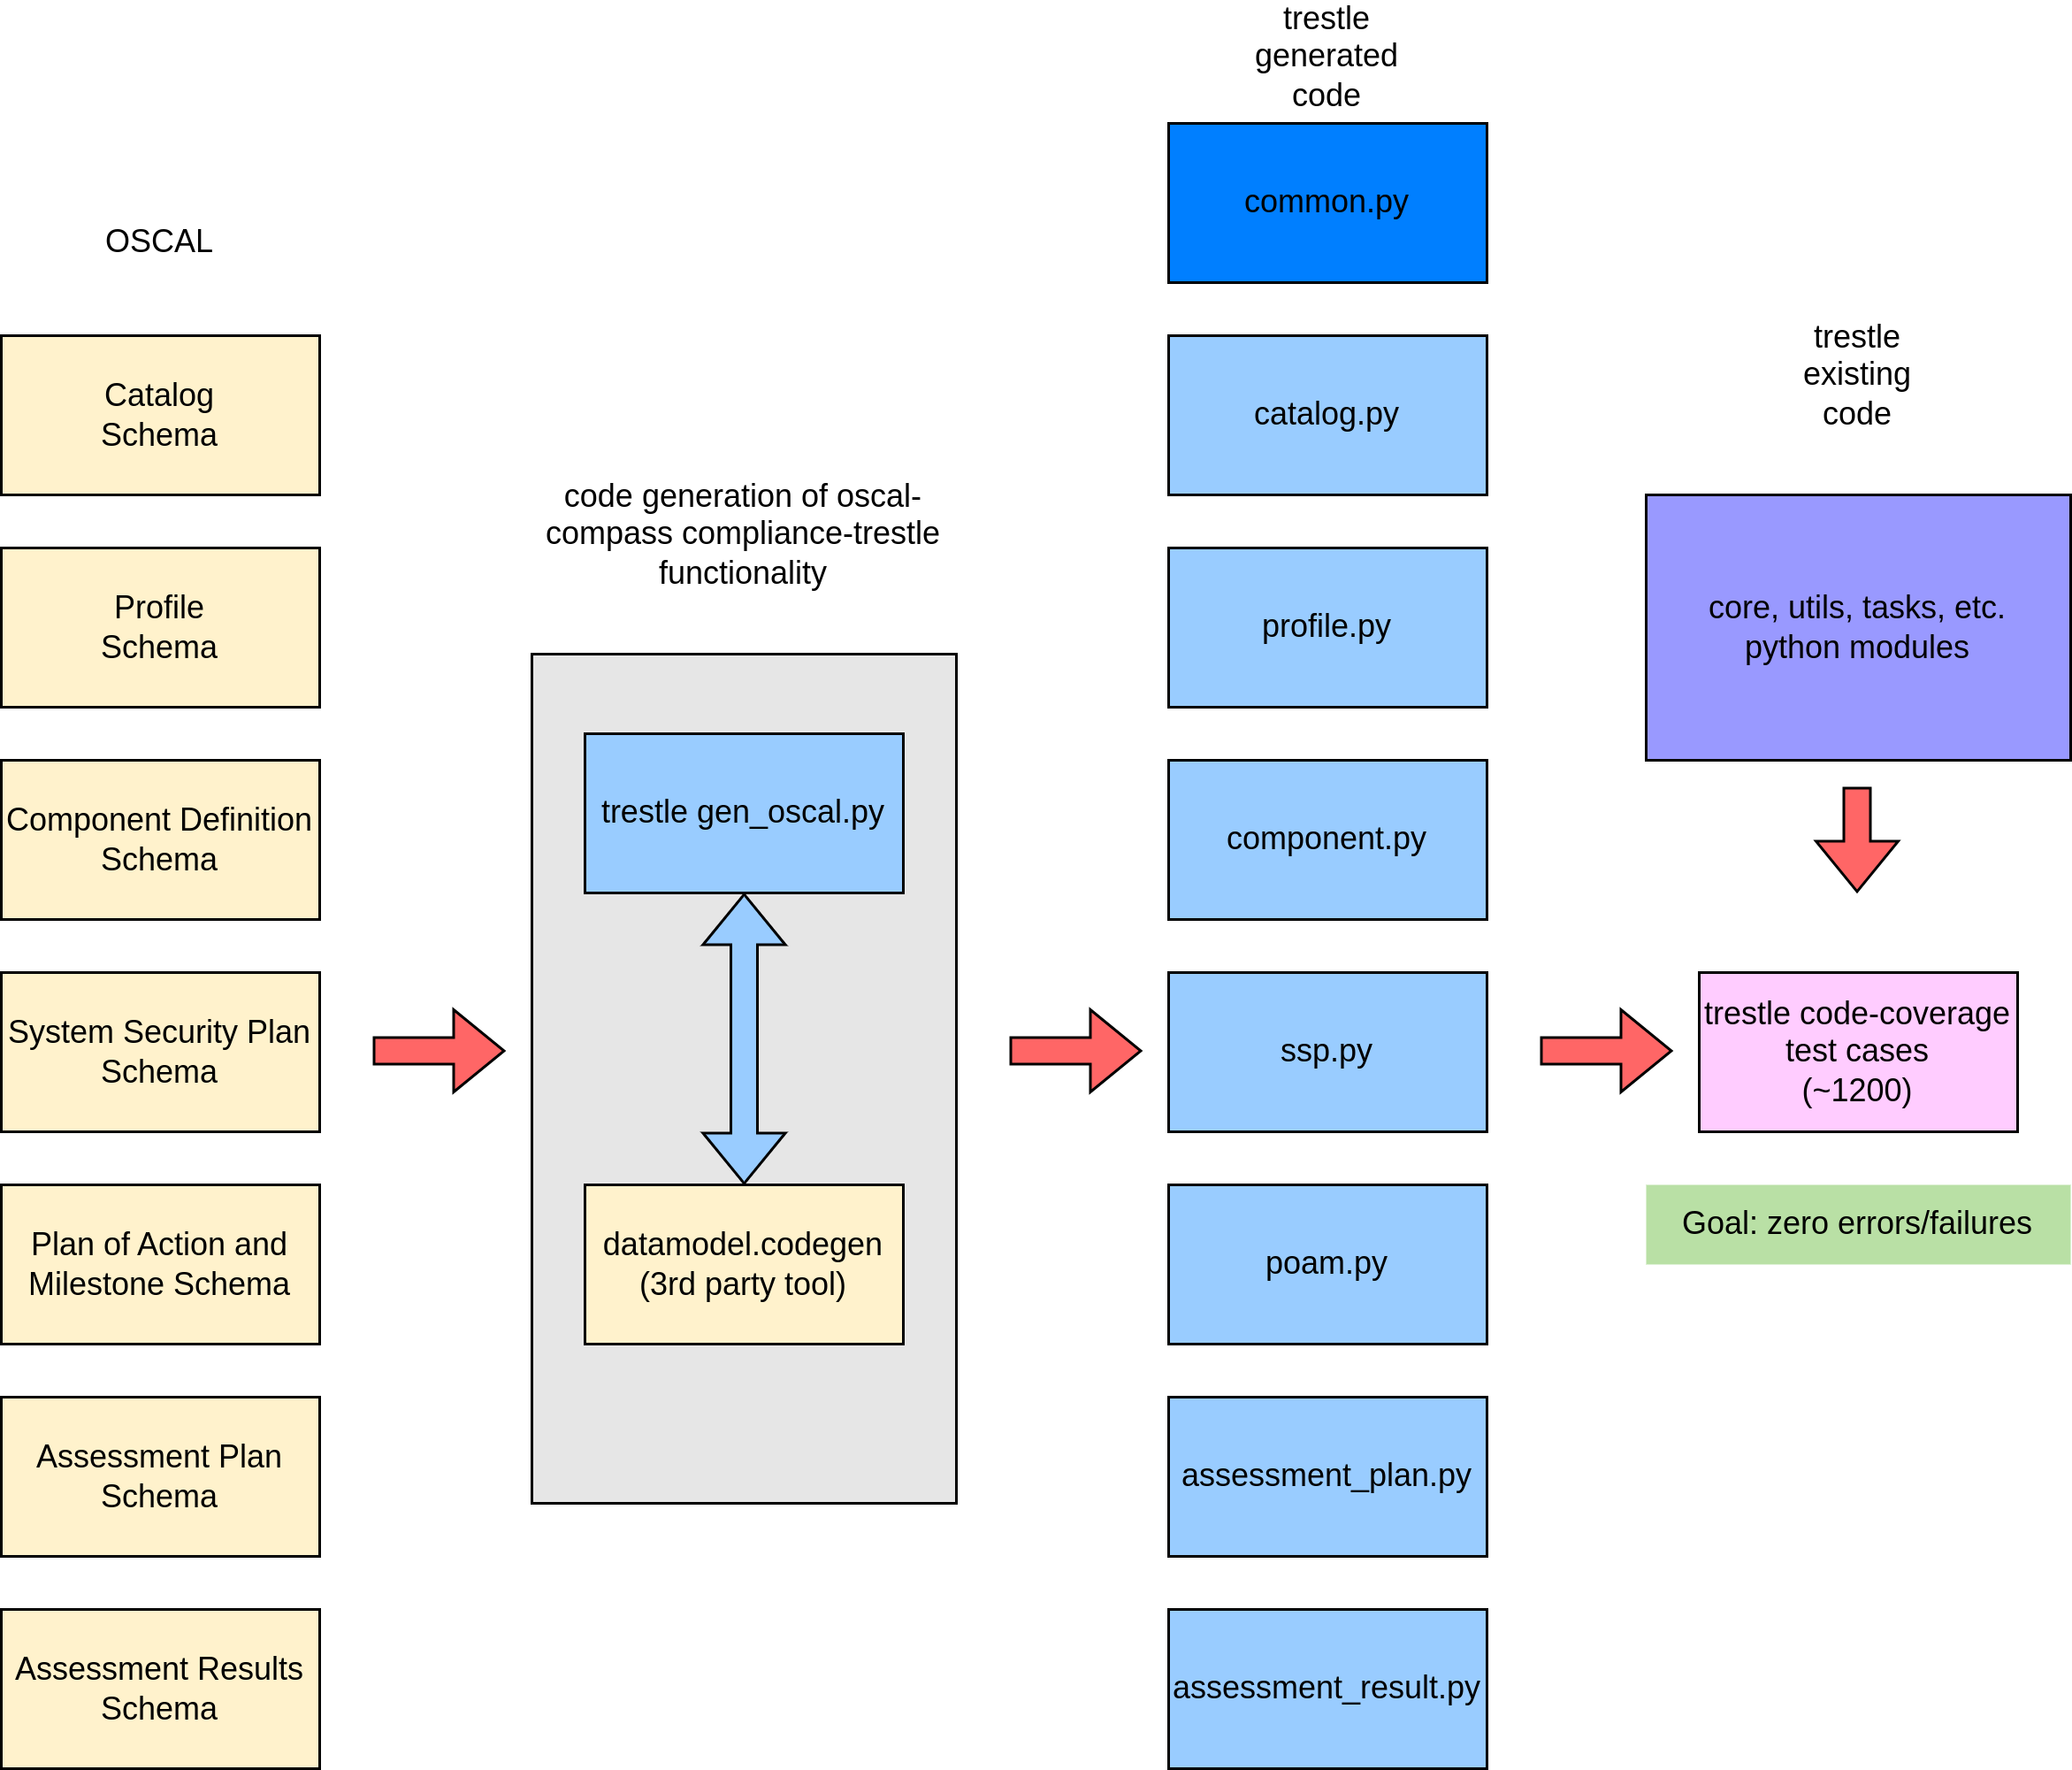 OSCAL
Catalog
Schema
Profile
Schema
Component Definition
Schema
System Security Plan
Schema
Plan of Action and
Milestone Schema
Assessment Plan
Schema
Assessment Results
Schema
code generation of oscal-
compass compliance-trestle
functionality
trestle gen_oscal.py
datamodel.codegen
(3rd party tool)
trestle
generated
code
common.py
catalog.py
profile.py
component.py
ssp.py
poam.py
assessment_plan.py
assessment_result.py
trestle
existing
code
core, utils, tasks, etc.
python modules
trestle code-coverage
test cases
(~1200)
Goal: zero errors/failures